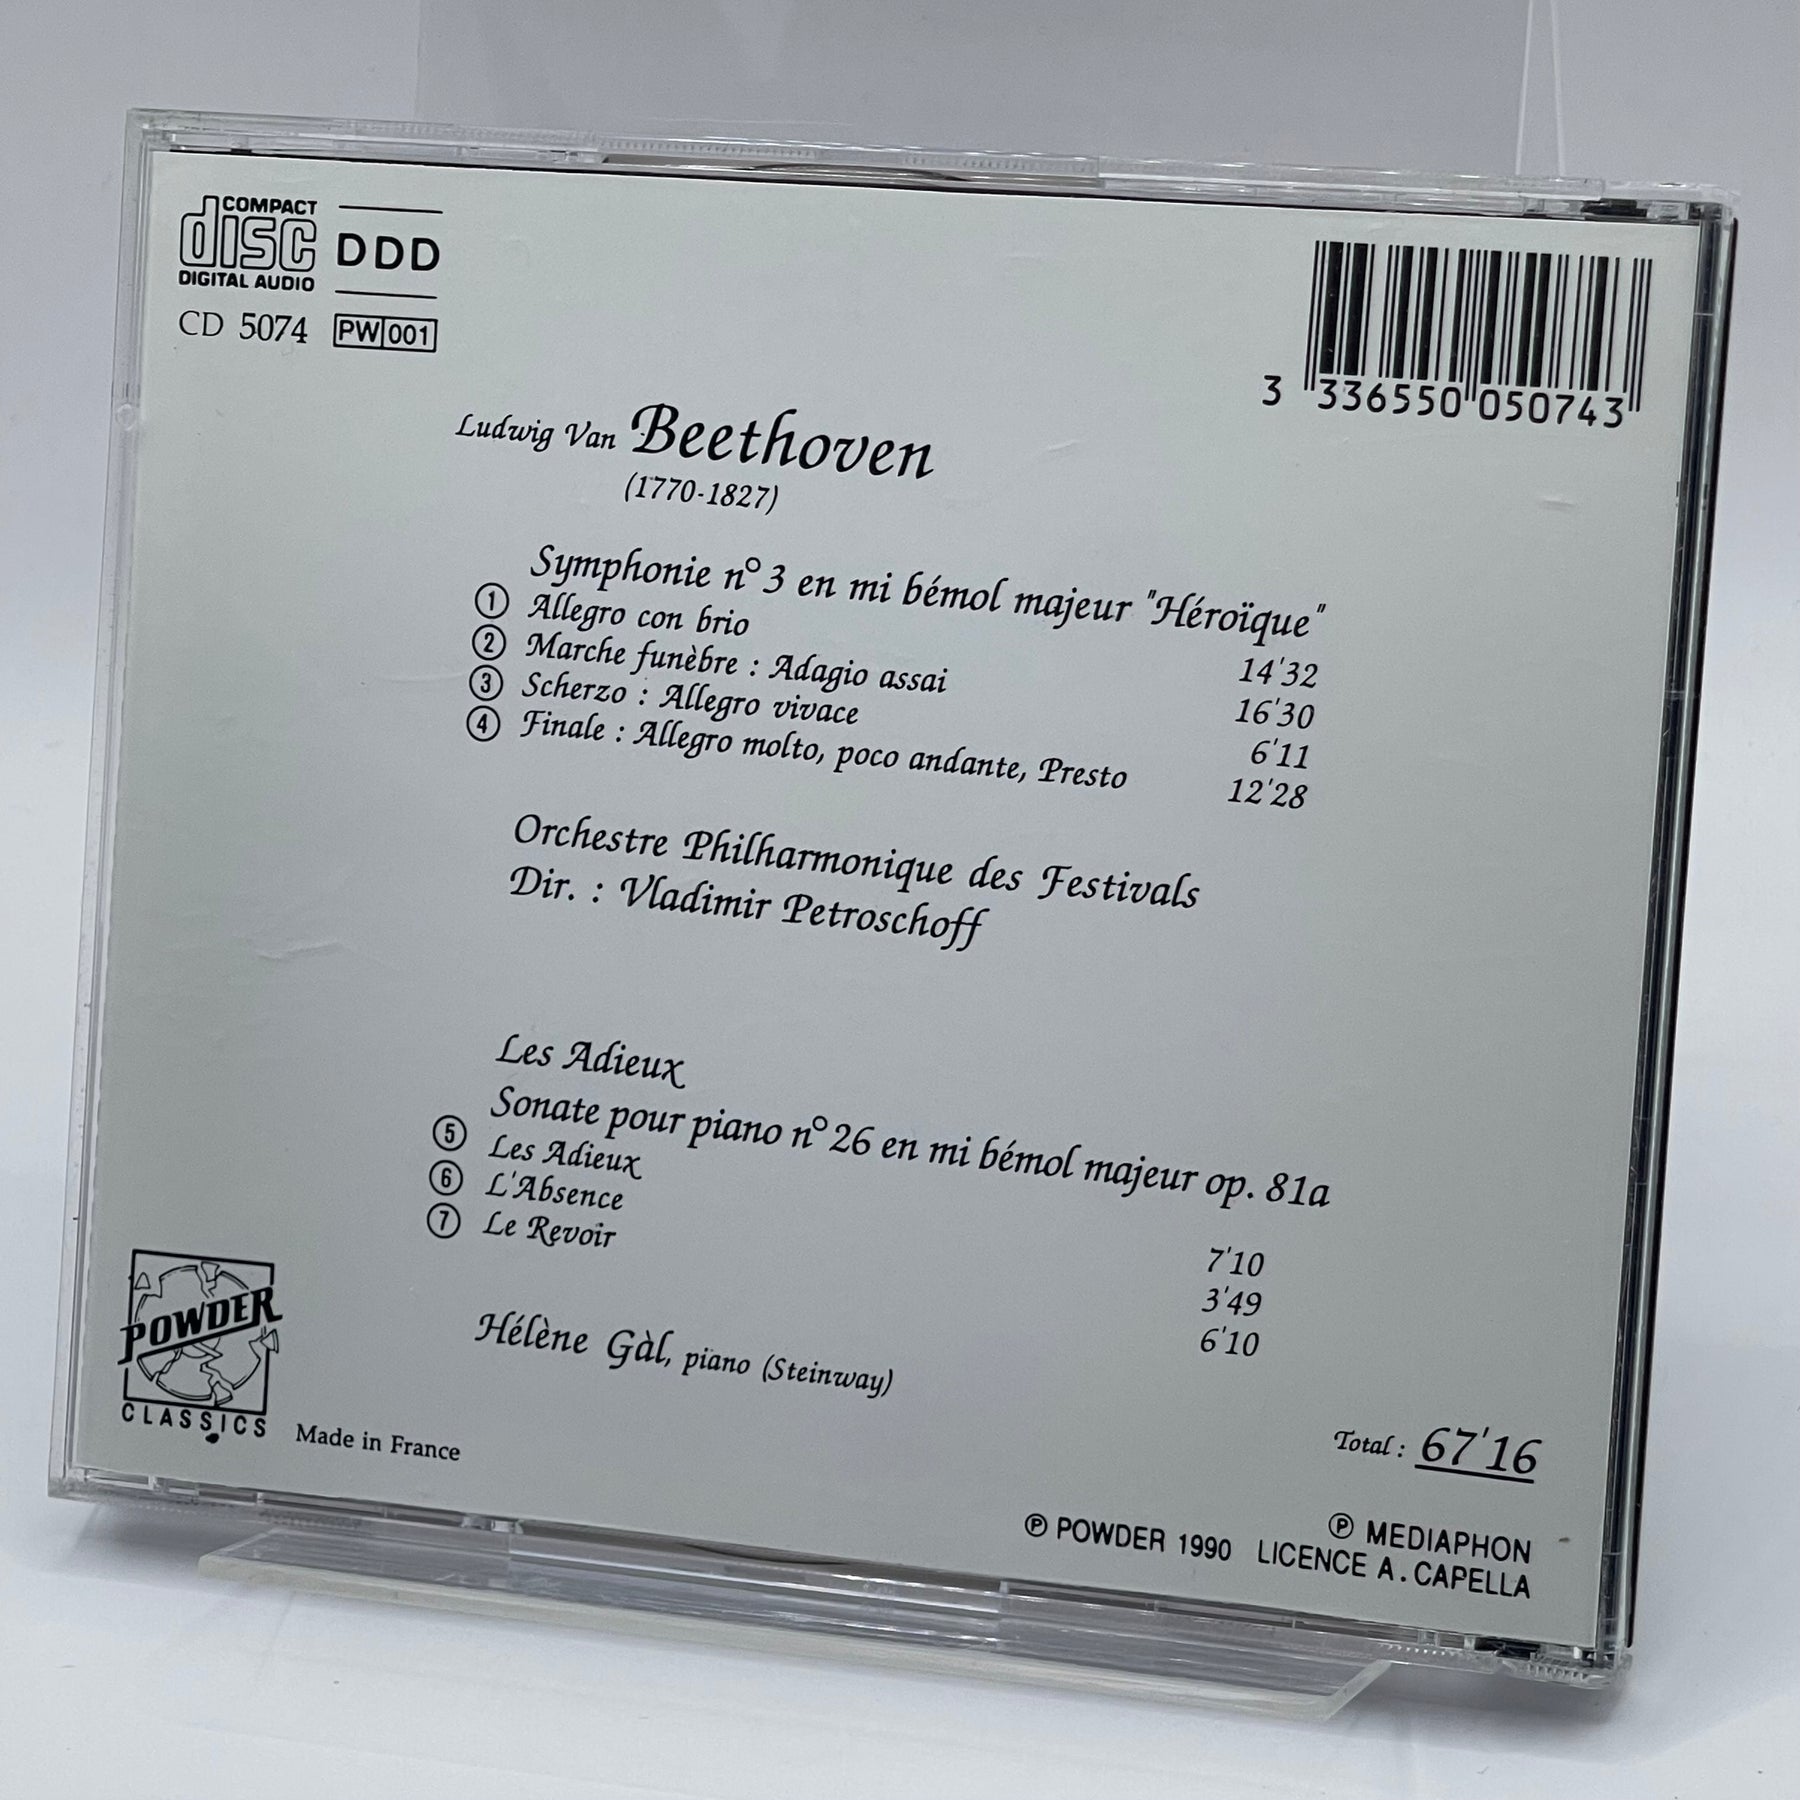 COMPACT
disc
DIGITAL AUDIO
DDD
CD 5074 PW 001
3 336550 050743
Ludwig Van Beethoven
(1770-1827)
Symphonie n° 3 en mi bémol majeur "Héroïque"
① Allegro con brio 14'32
② Marche funèbre : Adagio assai 16'30
③ Scherzo : Allegro vivace 6'11
④ Finale : Allegro molto, poco andante, Presto 12'28
Orchestre Philharmonique des Festivals
Dir. : Vladimir Petroschoff
Les Adieux
Sonate pour piano n° 26 en mi bémol majeur op. 81a
⑤ Les Adieux 7'10
⑥ L'Absence 3'49
⑦ Le Revoir 6'10
Hélène Gàl, piano (Steinway)
POWDER
CLASSICS
Made in France
Total : 67'16
℗ POWDER 1990
℗ MEDIAPHON
LICENCE A. CAPELLA